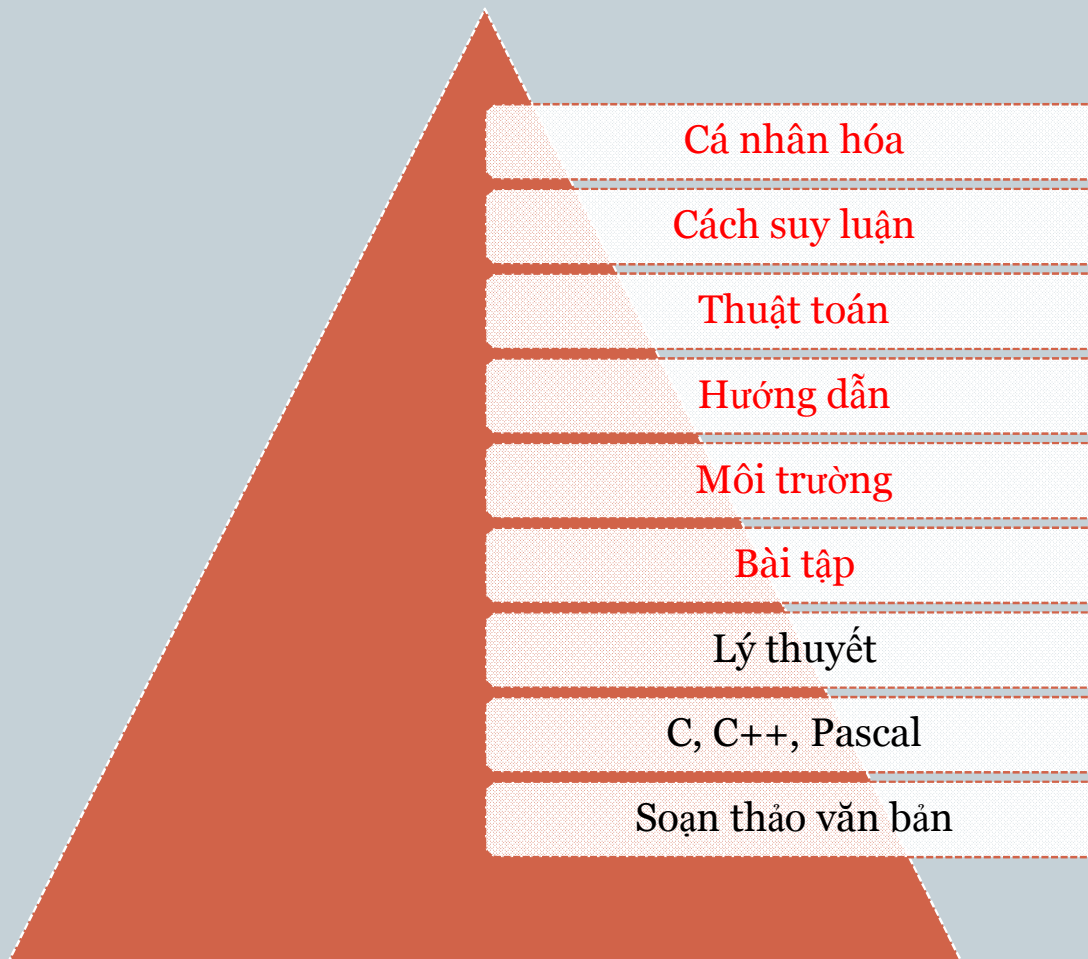 Cá nhân hóa
Cách suy luận
Thuật toán
Hướng dẫn
Môi trường
Bài tập
Lý thuyết
C, C++, Pascal
Soạn thảo văn bản